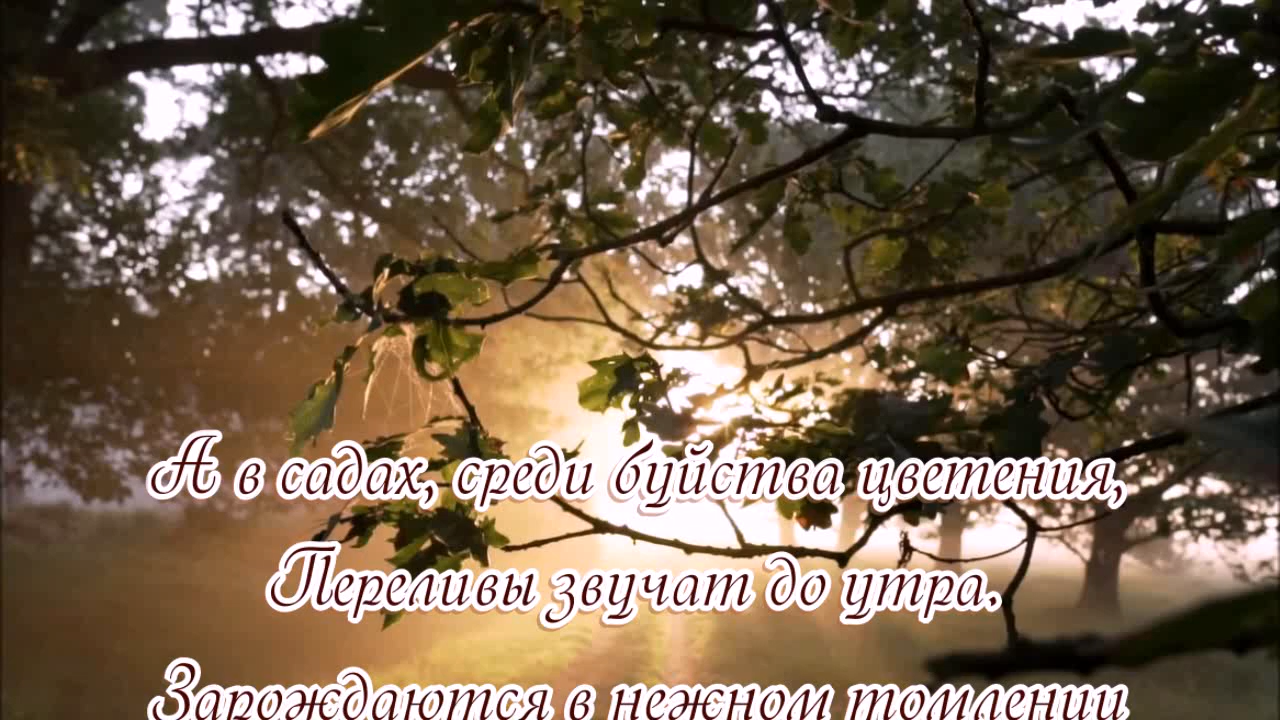 А в садах, среди буйства цветения,
Переливы звучат до утра.
Зарождаются в нежном томлении